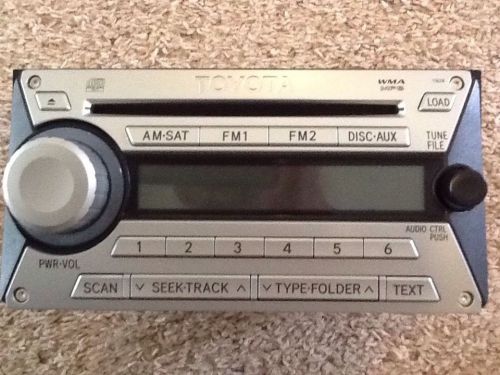 TOYOTA
WMA
MP3
LOAD
AM·SAT FM1 FM2 DISC·AUX
TUNE
FILE
AUDIO CTRL
PUSH
1 2 3 4 5 6
PWR·VOL
SCAN ∨ SEEK·TRACK ∧ ∨ TYPE·FOLDER ∧ TEXT